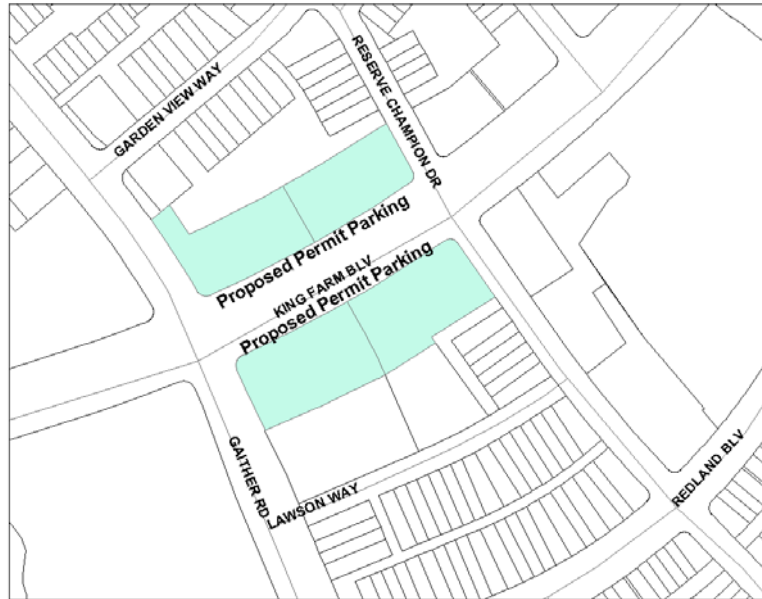 GARDEN VIEW WAY
RESERVE CHAMPION DR
Proposed Permit Parking
KING FARM BLV
Proposed Permit Parking
GAITHER RD
LAWSON WAY
REDLAND BLV